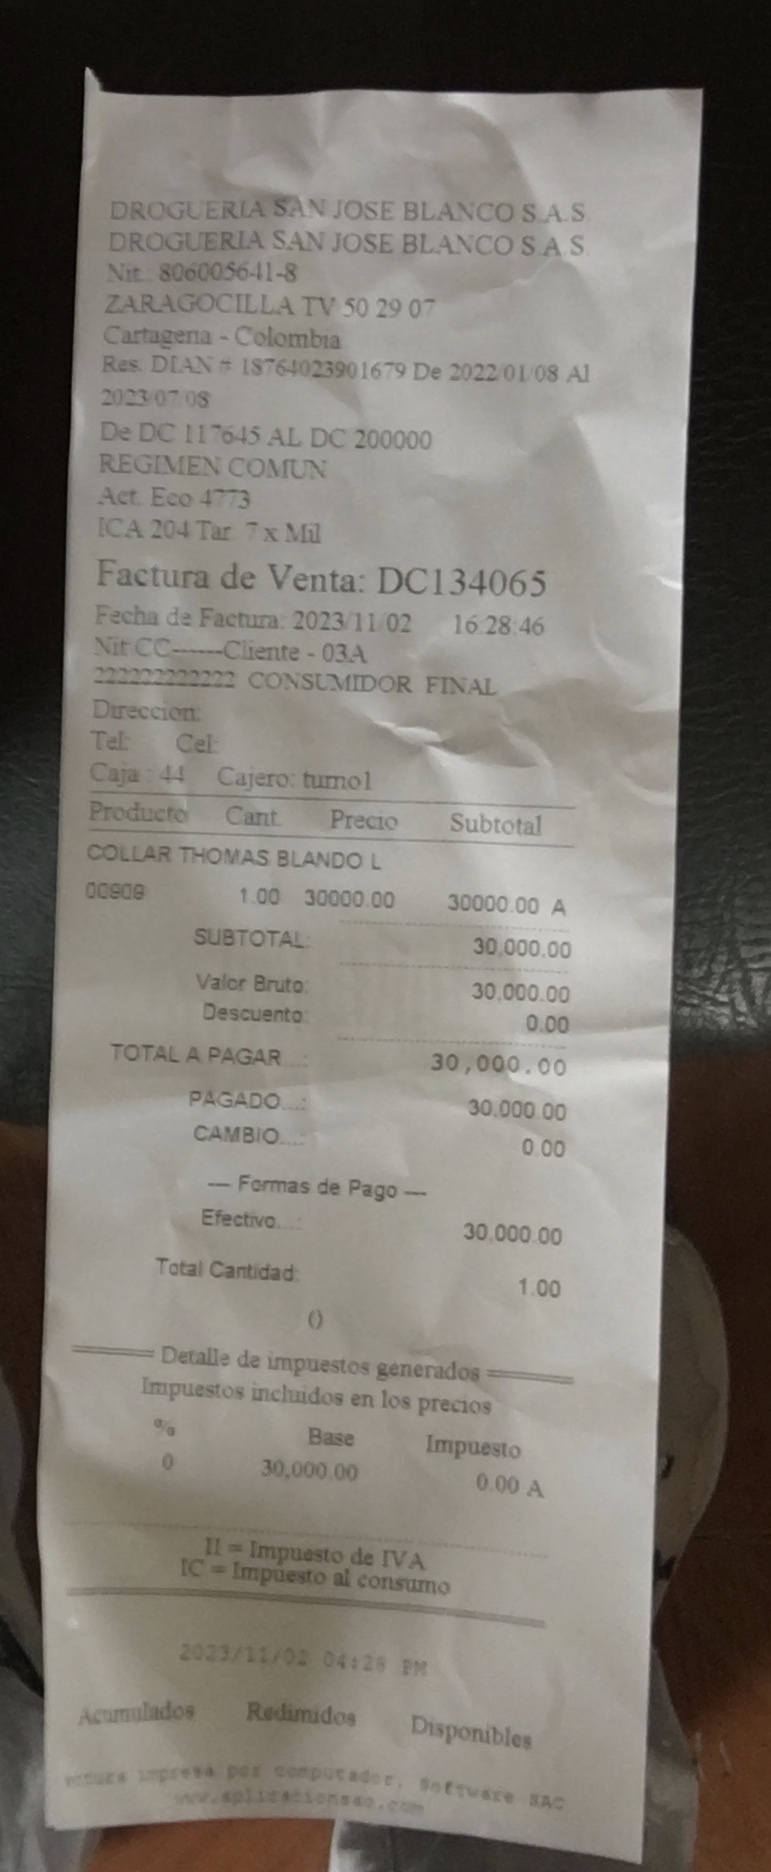 DROGUERIA SAN JOSE BLANCO S.A.S.
DROGUERIA SAN JOSE BLANCO S.A.S.
Nit.: 806005641-8
ZARAGOCILLA TV 50 29 07
Cartagena - Colombia
Res. DIAN # 18764023901679 De 2022/01/08 Al
2023/07/08
De DC 117645 AL DC 200000
REGIMEN COMUN
Act. Eco 4773
ICA 204 Tar. 7 x Mil
Factura de Venta: DC134065
Fecha de Factura: 2023/11/02 16:28:46
Nit CC------Cliente - 03A
222222222222 CONSUMIDOR FINAL
Direccion:
Tel: Cel:
Caja : 44 Cajero: turno1
Producto Cant. Precio Subtotal
COLLAR THOMAS BLANDO L
00909 1.00 30000.00 30000.00 A
SUBTOTAL: 30,000.00
Valor Bruto: 30,000.00
Descuento: 0.00
TOTAL A PAGAR...: 30,000.00
PAGADO...: 30,000.00
CAMBIO...: 0.00
--- Formas de Pago ---
Efectivo...: 30,000.00
Total Cantidad: 1.00
()
Detalle de impuestos generados
Impuestos incluidos en los precios
% Base Impuesto
0 30,000.00 0.00 A
II = Impuesto de IVA
IC = Impuesto al consumo
2023/11/02 04:28 PM
Acumulados Redimidos Disponibles
impresa por computador, Software SAC